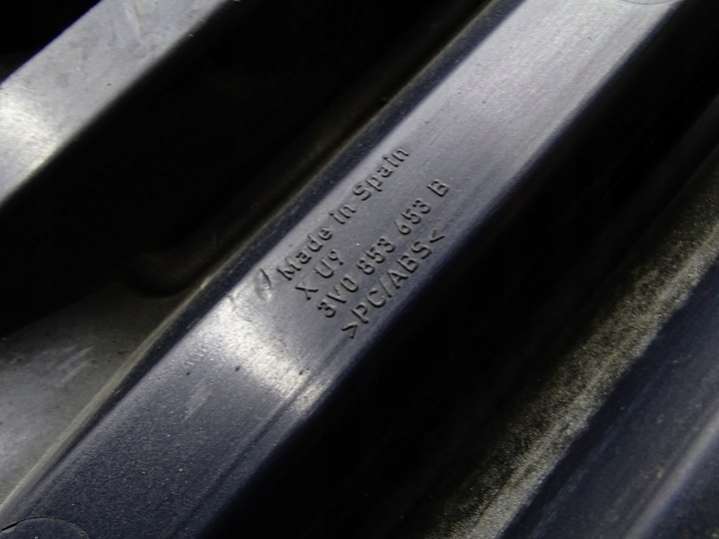 Made in Spain
X U9
3V0 853 653 B
>PC/ABS<